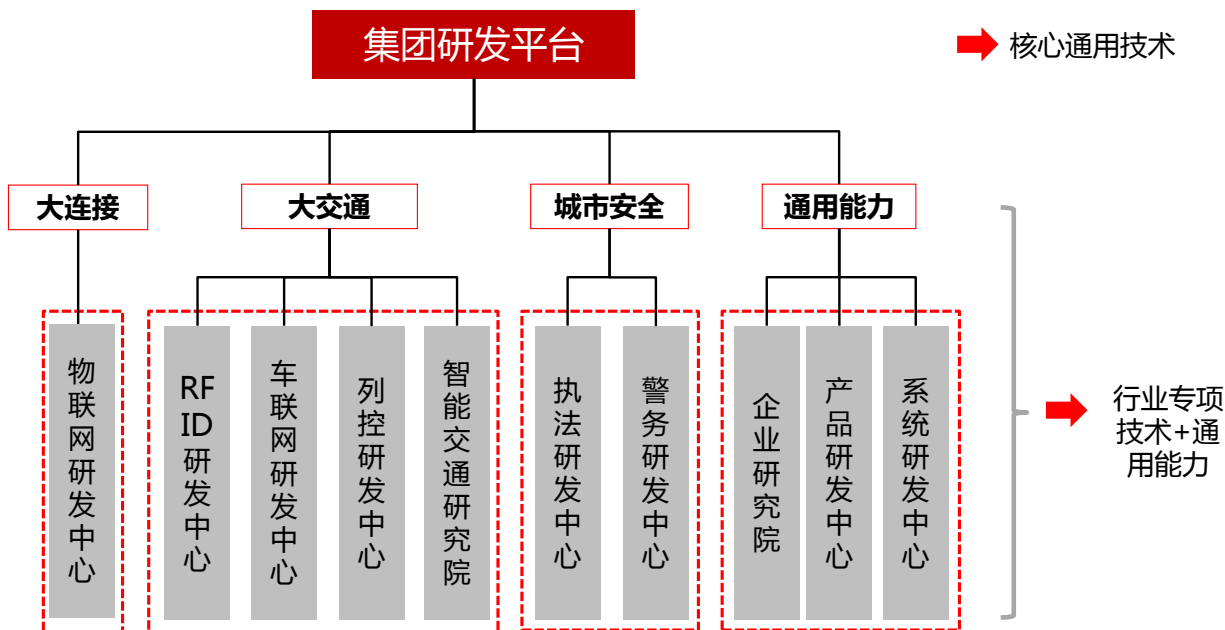 集团研发平台
核心通用技术
大连接
大交通
城市安全
通用能力
物联网研发中心
RFID研发中心
车联网研发中心
列控研发中心
智能交通研究院
执法研发中心
警务研发中心
企业研究院
产品研发中心
系统研发中心
行业专项
技术+通
用能力